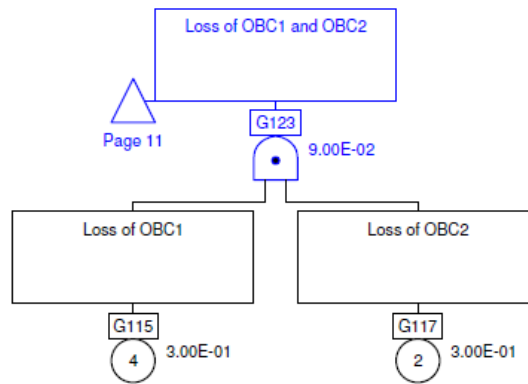 Loss of OBC1 and OBC2
Page 11
G123
9.00E-02
Loss of OBC1
Loss of OBC2
G115
G117
4
3.00E-01
2
3.00E-01